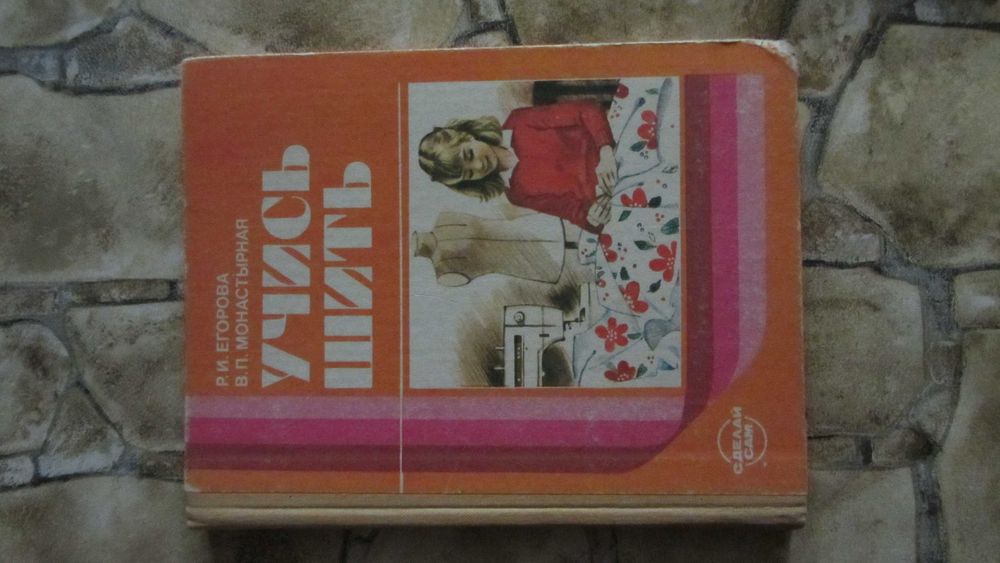 Р.И. ЕГОРОВА
В.П. МОНАСТЫРНАЯ
УЧИСЬ
ШИТЬ
СДЕЛАЙ
САМ